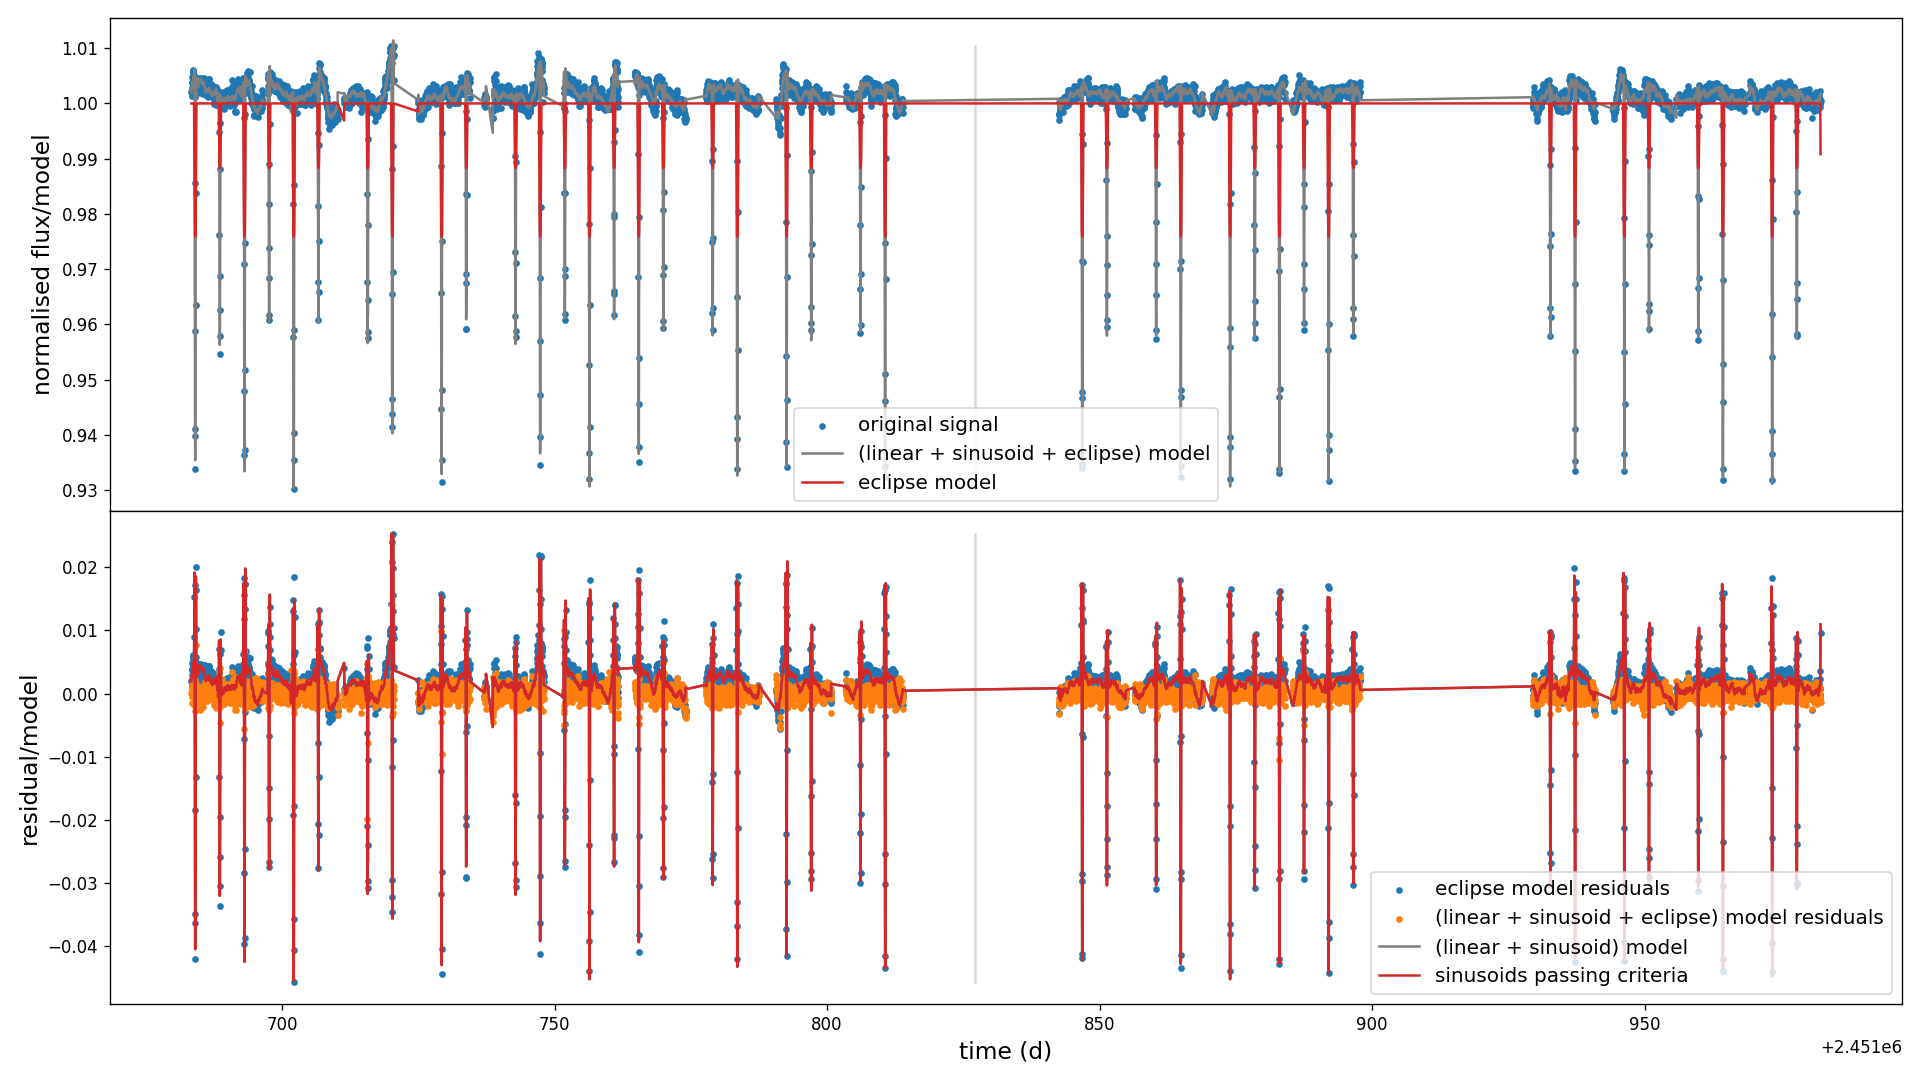 normalised flux/model
1.01
1.00
0.99
0.98
0.97
0.96
0.95
0.94
0.93
original signal
(linear + sinusoid + eclipse) model
eclipse model
residual/model
0.02
0.01
0.00
−0.01
−0.02
−0.03
−0.04
eclipse model residuals
(linear + sinusoid + eclipse) model residuals
(linear + sinusoid) model
sinusoids passing criteria
700 750 800 850 900 950
time (d)
+2.451e6